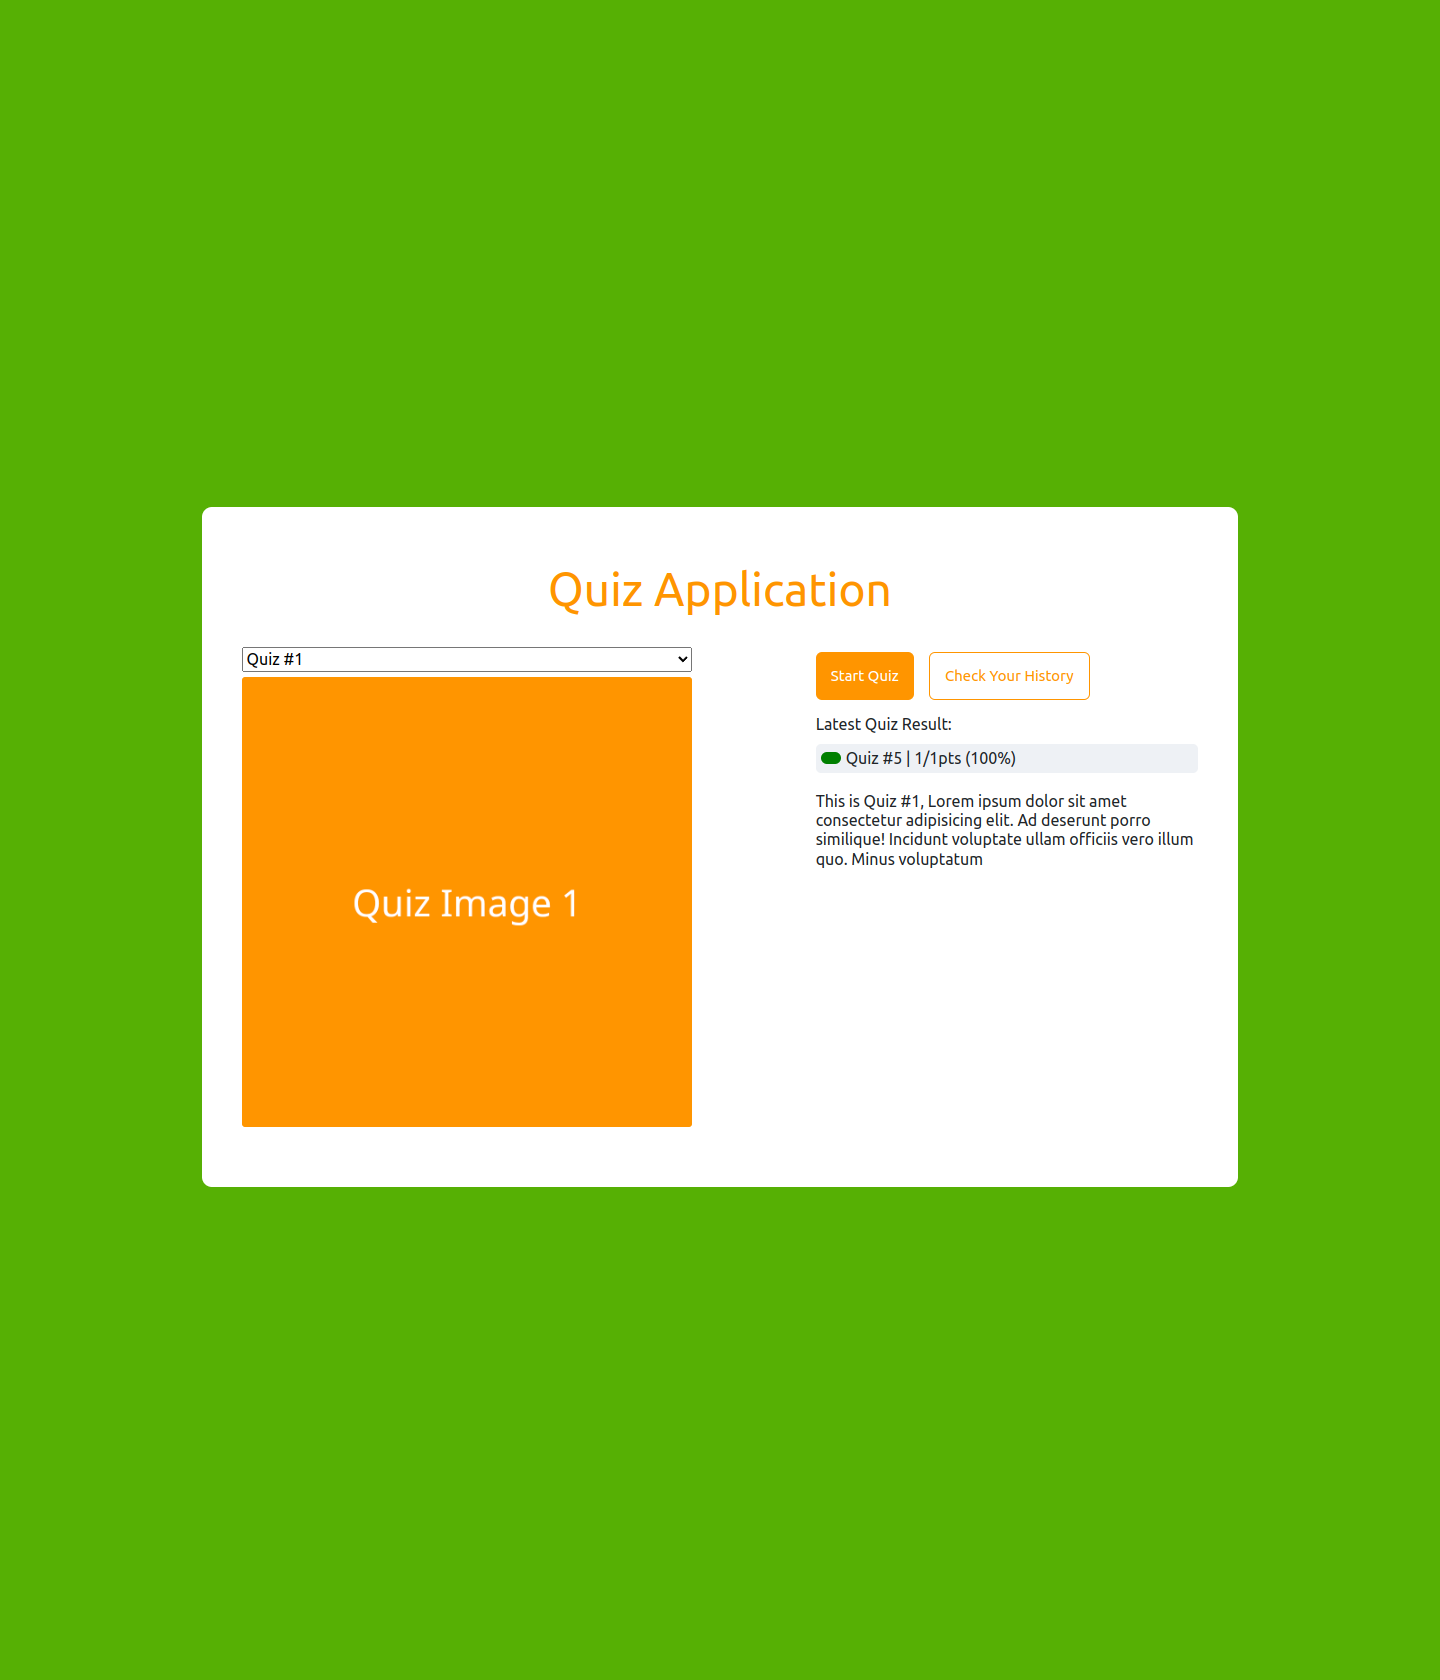 Quiz Application
Quiz #1
Quiz Image 1
Start Quiz
Check Your History
Latest Quiz Result:
Quiz #5 | 1/1pts (100%)
This is Quiz #1, Lorem ipsum dolor sit amet
consectetur adipisicing elit. Ad deserunt porro
similique! Incidunt voluptate ullam officiis vero illum
quo. Minus voluptatum